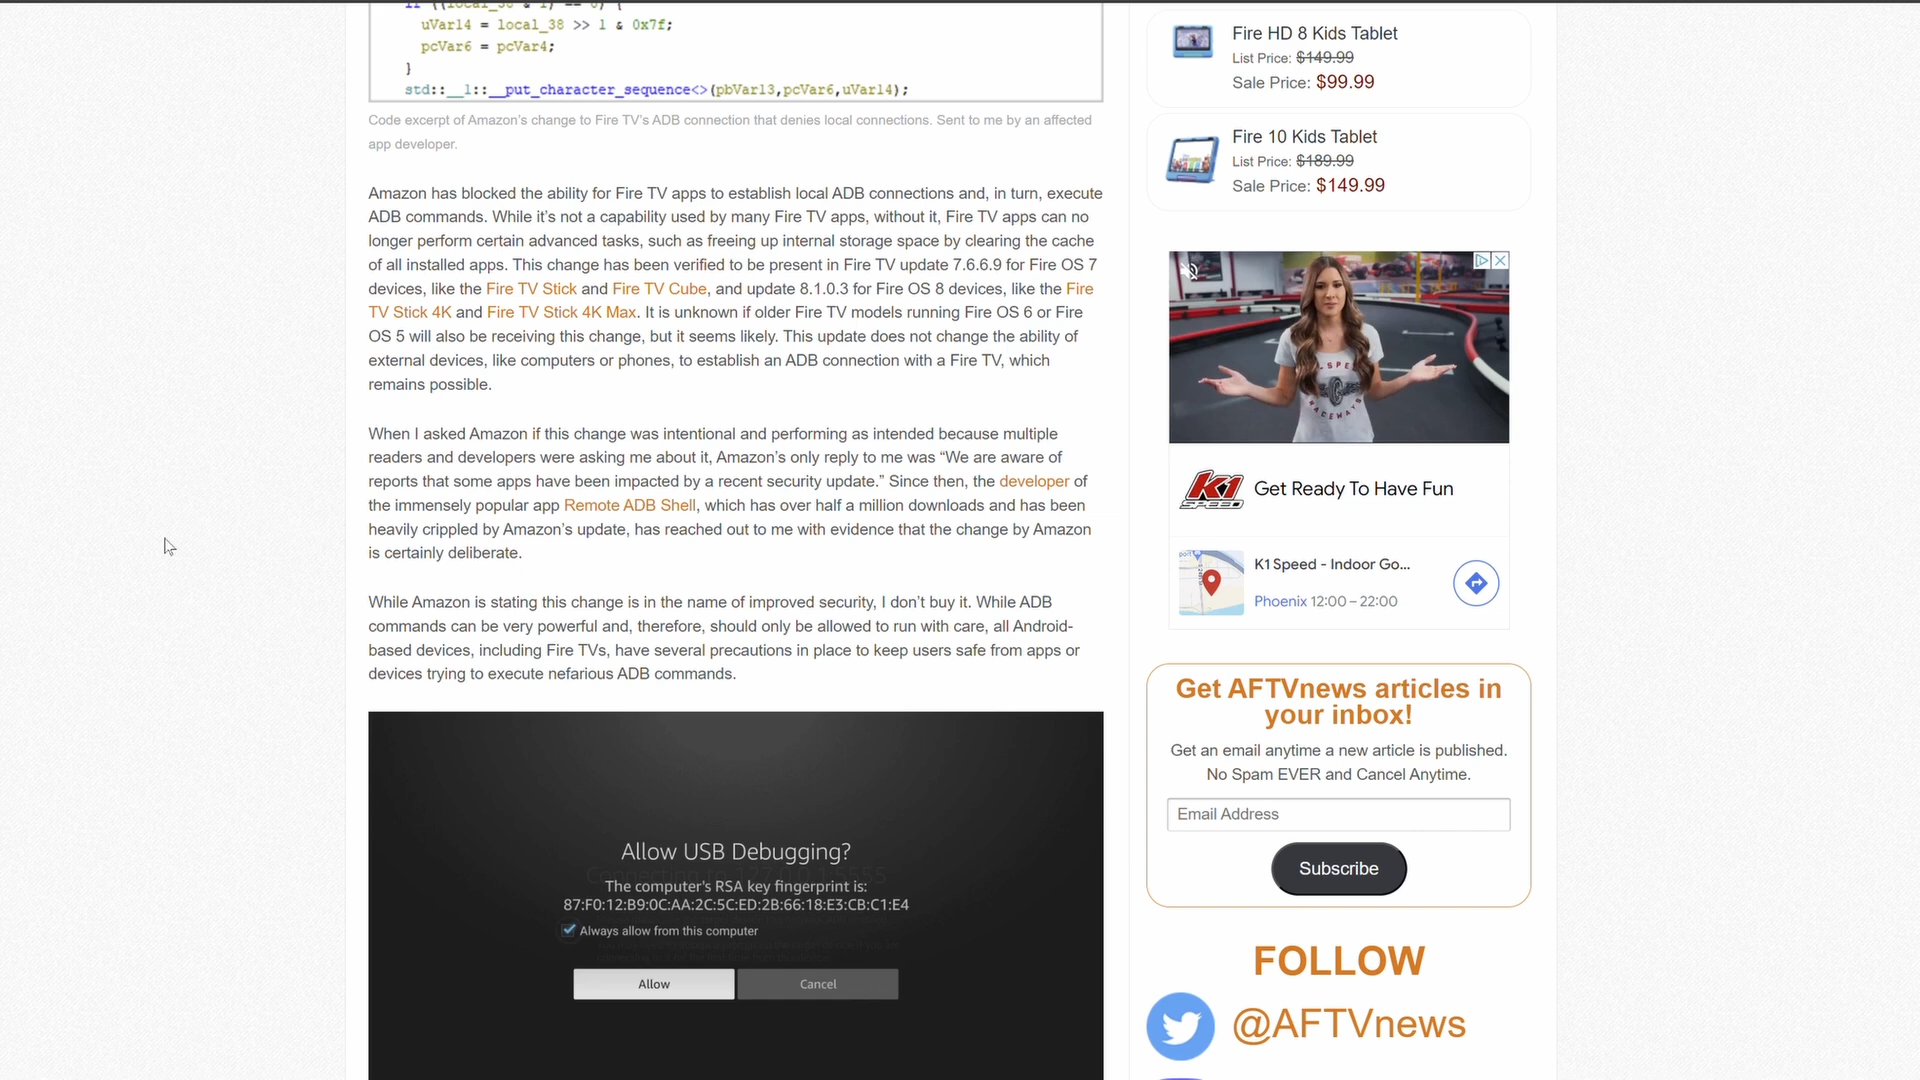 if ((local_38 & 1) == 0) {
uVar14 = local_38 >> 1 & 0x7f;
pcVar6 = pcVar4;
}
std::__1::__put_character_sequence<>(pbVar13,pcVar6,uVar14);
Code excerpt of Amazon’s change to Fire TV’s ADB connection that denies local connections. Sent to me by an affected
app developer.
Amazon has blocked the ability for Fire TV apps to establish local ADB connections and, in turn, execute
ADB commands. While it’s not a capability used by many Fire TV apps, without it, Fire TV apps can no
longer perform certain advanced tasks, such as freeing up internal storage space by clearing the cache
of all installed apps. This change has been verified to be present in Fire TV update 7.6.6.9 for Fire OS 7
devices, like the Fire TV Stick and Fire TV Cube, and update 8.1.0.3 for Fire OS 8 devices, like the Fire
TV Stick 4K and Fire TV Stick 4K Max. It is unknown if older Fire TV models running Fire OS 6 or Fire
OS 5 will also be receiving this change, but it seems likely. This update does not change the ability of
external devices, like computers or phones, to establish an ADB connection with a Fire TV, which
remains possible.
When I asked Amazon if this change was intentional and performing as intended because multiple
readers and developers were asking me about it, Amazon’s only reply to me was “We are aware of
reports that some apps have been impacted by a recent security update.” Since then, the developer of
the immensely popular app Remote ADB Shell, which has over half a million downloads and has been
heavily crippled by Amazon’s update, has reached out to me with evidence that the change by Amazon
is certainly deliberate.
While Amazon is stating this change is in the name of improved security, I don’t buy it. While ADB
commands can be very powerful and, therefore, should only be allowed to run with care, all Android-
based devices, including Fire TVs, have several precautions in place to keep users safe from apps or
devices trying to execute nefarious ADB commands.
Allow USB Debugging?
Connecting to 127.0.0.1:5555
The computer's RSA key fingerprint is:
87:F0:12:B9:0C:AA:2C:5C:ED:2B:66:18:E3:CB:C1:E4
Always allow from this computer
Allow
Cancel
Fire HD 8 Kids Tablet
List Price: $149.99
Sale Price: $99.99
Fire 10 Kids Tablet
List Price: $189.99
Sale Price: $149.99
RACEWAYS
K1 SPEED
Get Ready To Have Fun
K1 Speed - Indoor Go...
Phoenix 12:00 – 22:00
Get AFTVnews articles in
your inbox!
Get an email anytime a new article is published.
No Spam EVER and Cancel Anytime.
Email Address
Subscribe
FOLLOW
@AFTVnews